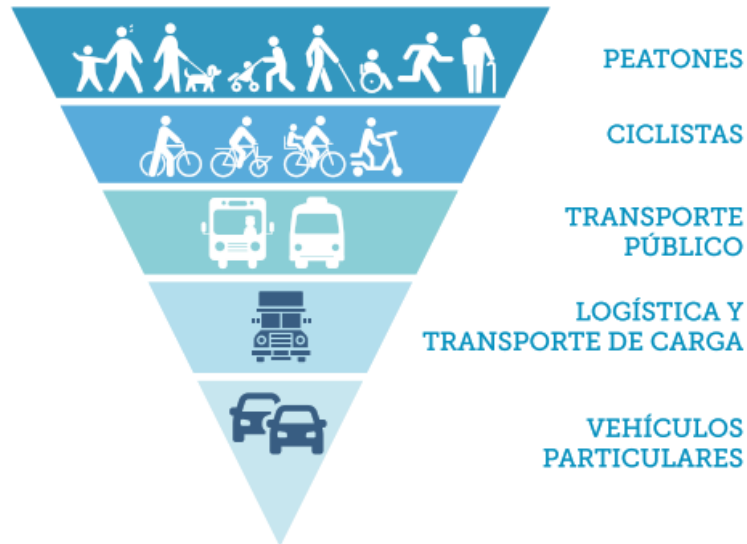 PEATONES
CICLISTAS
TRANSPORTE
PÚBLICO
LOGÍSTICA Y
TRANSPORTE DE CARGA
VEHÍCULOS
PARTICULARES